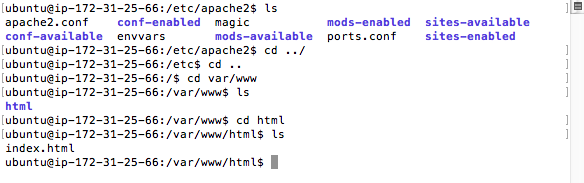 [ubuntu@ip-172-31-25-66:/etc/apache2$ ls ]
apache2.conf    conf-enabled  magic           mods-enabled  sites-available
conf-available  envvars       mods-available  ports.conf    sites-enabled
[ubuntu@ip-172-31-25-66:/etc/apache2$ cd ../ ]
[ubuntu@ip-172-31-25-66:/etc$ cd .. ]
[ubuntu@ip-172-31-25-66:/$ cd var/www ]
[ubuntu@ip-172-31-25-66:/var/www$ ls ]
html
[ubuntu@ip-172-31-25-66:/var/www$ cd html ]
[ubuntu@ip-172-31-25-66:/var/www/html$ ls ]
index.html
ubuntu@ip-172-31-25-66:/var/www/html$